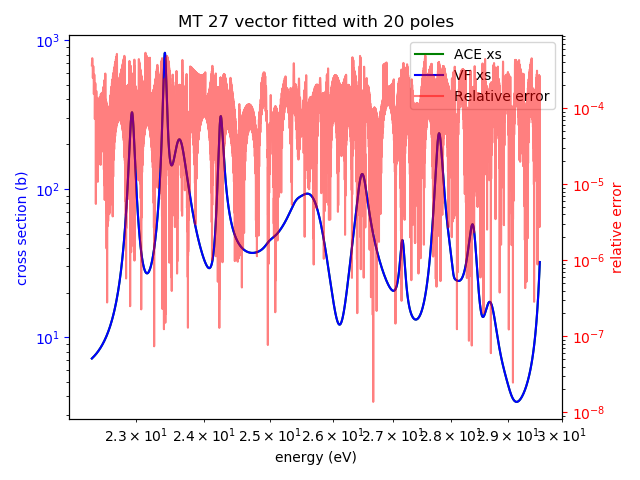 MT 27 vector fitted with 20 poles
ACE xs
VF xs
Relative error
cross section (b)
10³
10²
10¹
relative error
10⁻⁴
10⁻⁵
10⁻⁶
10⁻⁷
10⁻⁸
2.3 × 10¹ 2.4 × 10¹ 2.5 × 10¹ 2.6 × 10¹ 2.7 × 10¹ 2.8 × 10¹ 2.9 × 10¹ 3 × 10¹
energy (eV)